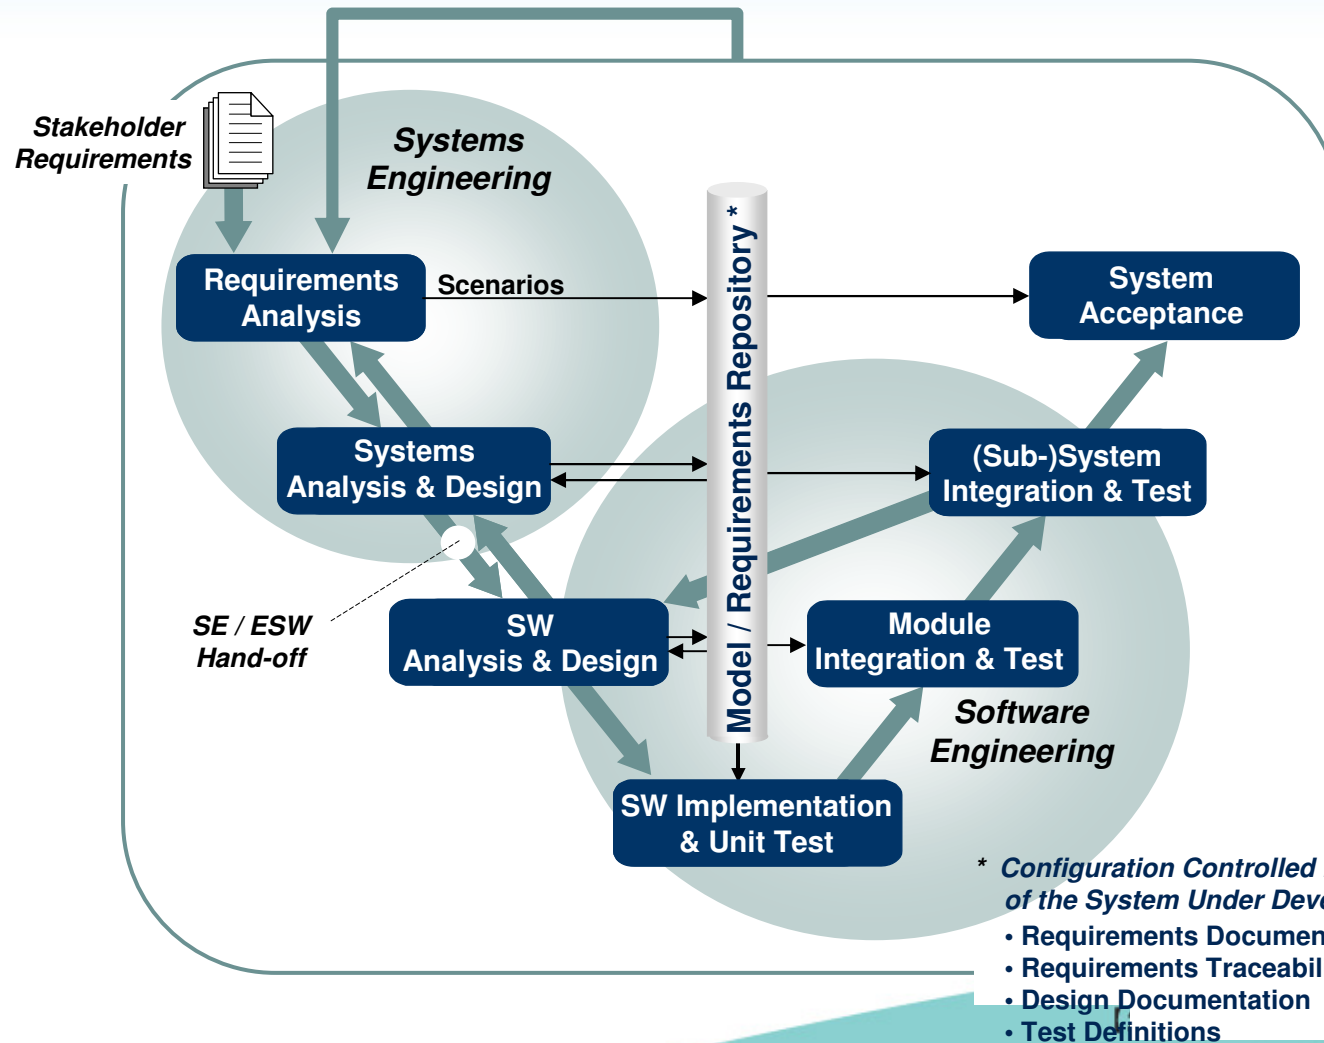 Stakeholder
Requirements
Systems
Engineering
Requirements
Analysis
Scenarios
Model / Requirements Repository *
System
Acceptance
Systems
Analysis & Design
(Sub-)System
Integration & Test
SE / ESW
Hand-off
SW
Analysis & Design
Module
Integration & Test
Software
Engineering
SW Implementation
& Unit Test
* Configuration Controlled
of the System Under
• Requirements
• Requirements
• Design Documentation
• Test Definitions